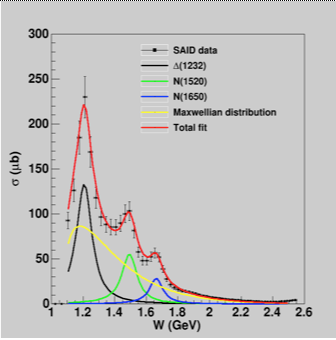 300
250
200
150
100
50
0
σ (μb)
SAID data
Δ(1232)
N(1520)
N(1650)
Maxwellian distribution
Total fit
1 1.2 1.4 1.6 1.8 2 2.2 2.4 2.6
W (GeV)